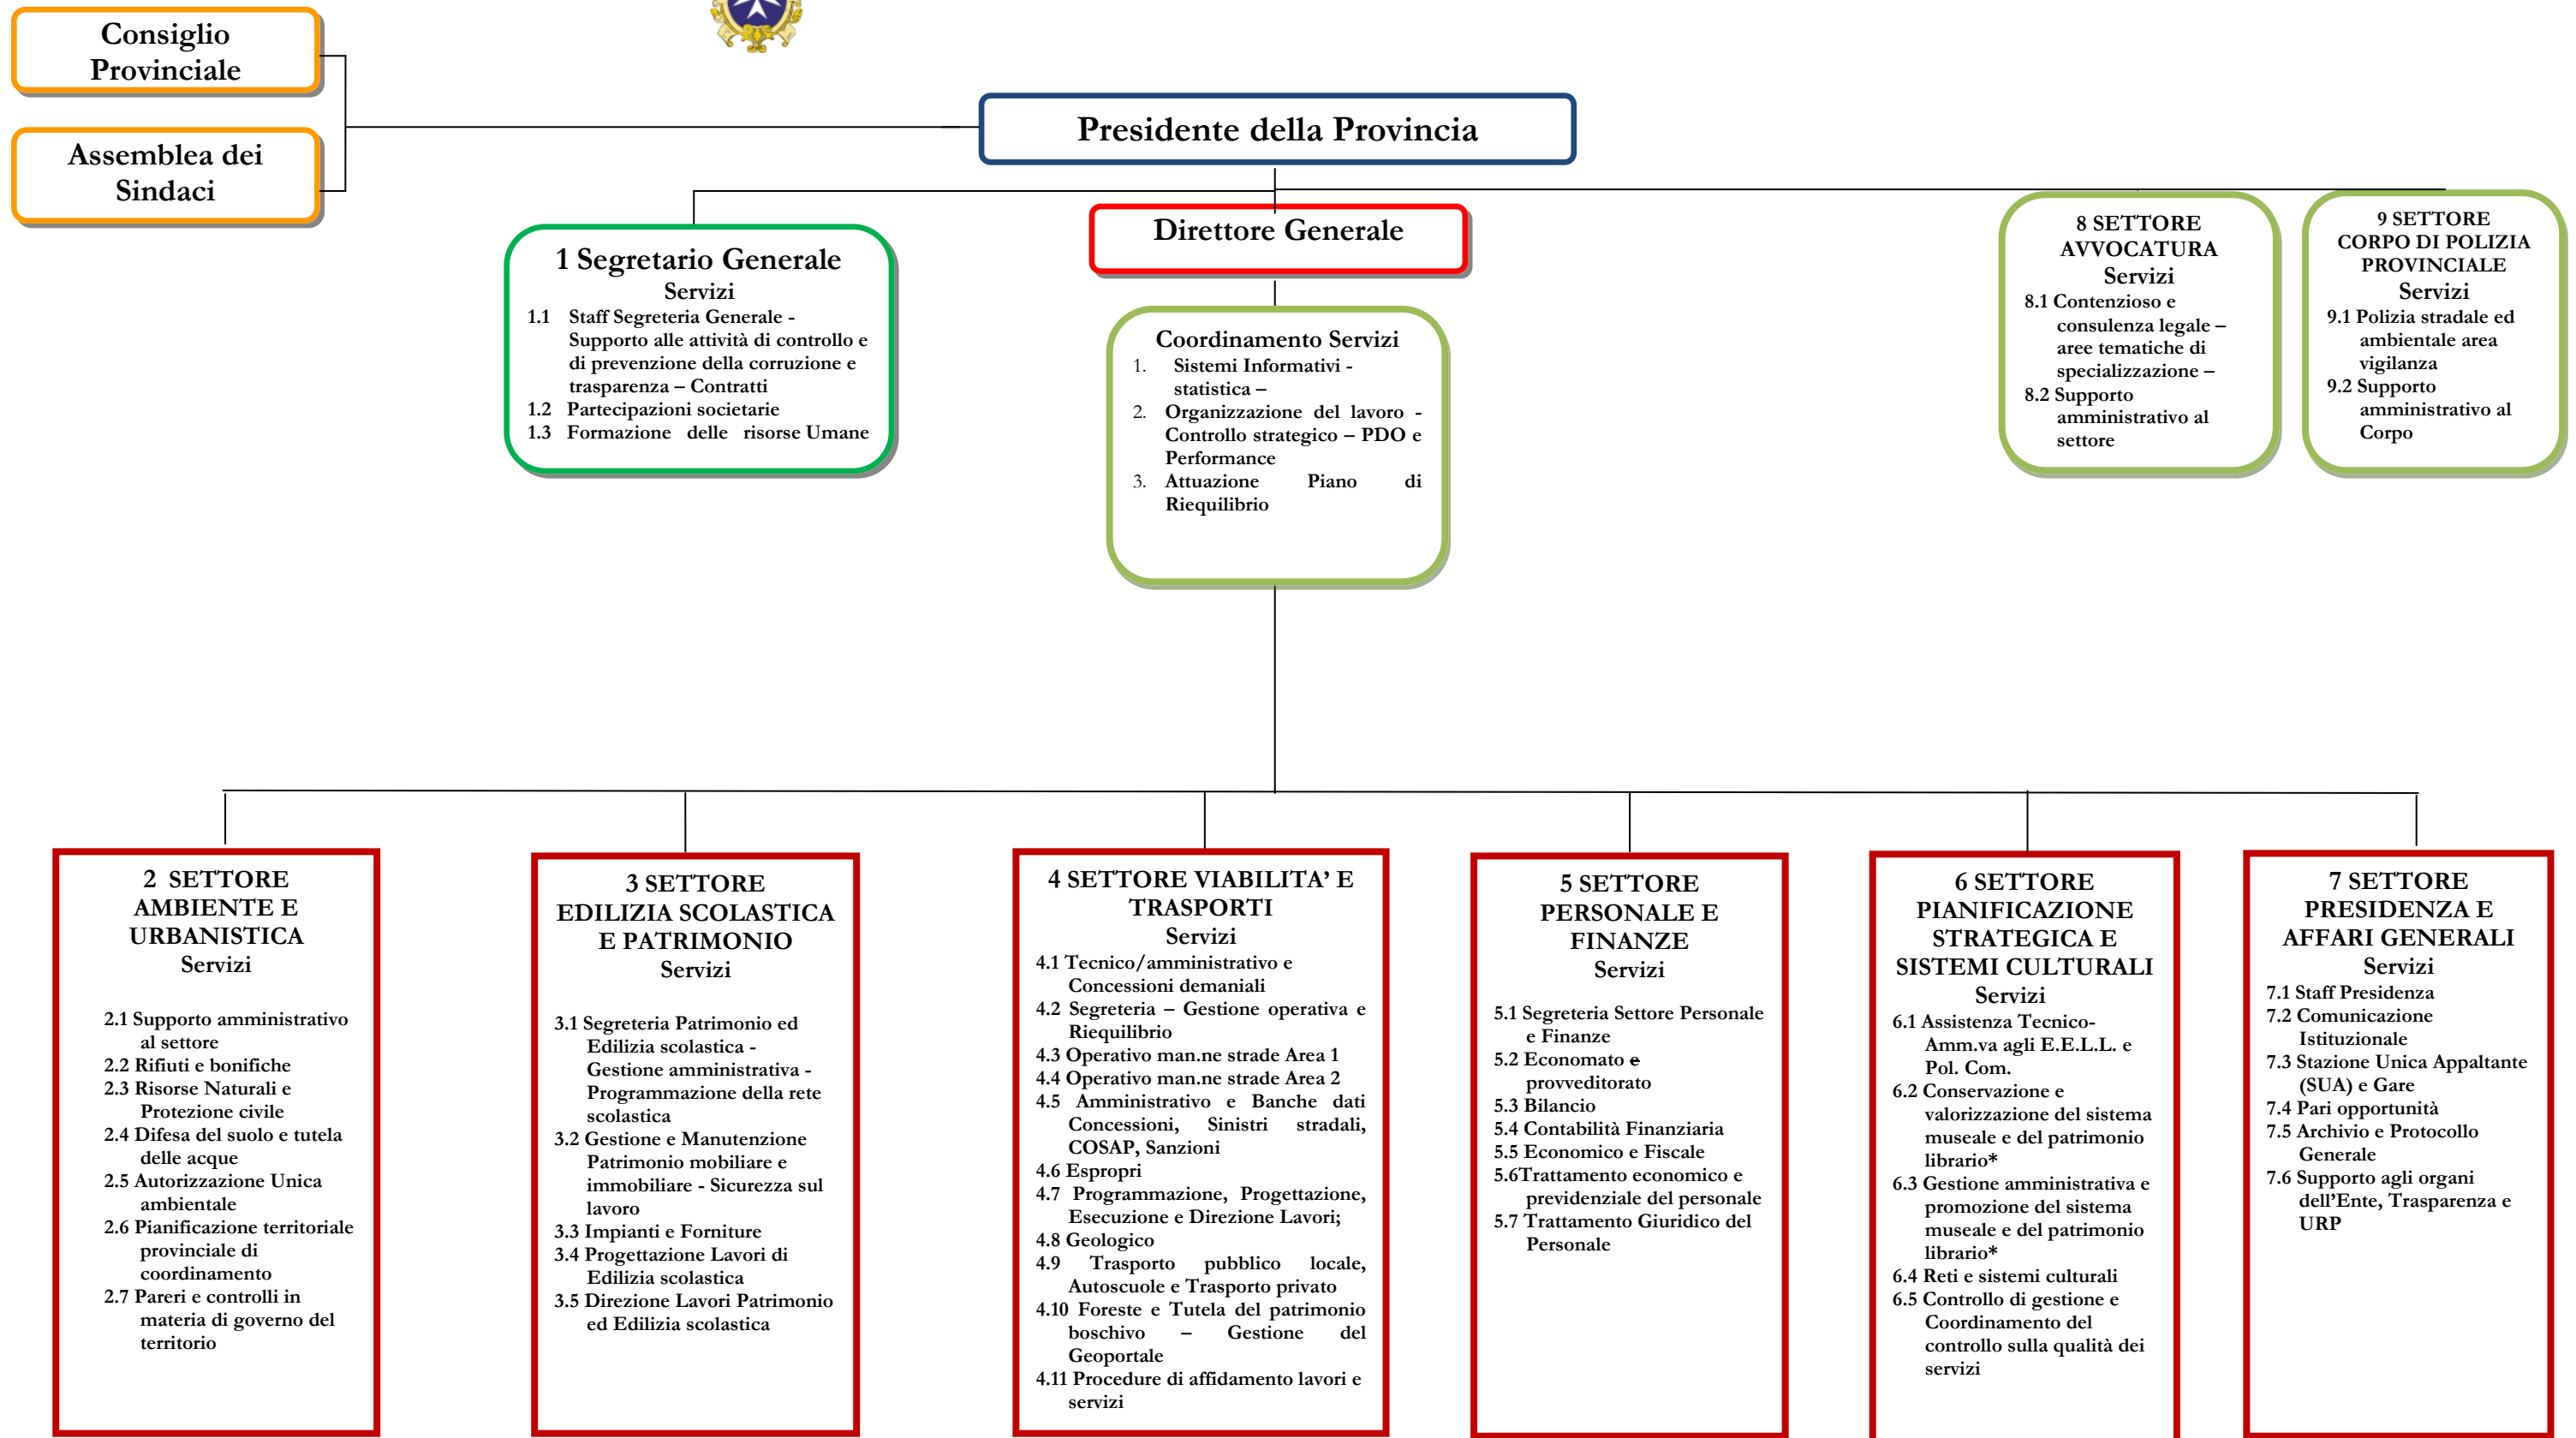 Consiglio
Provinciale
Assemblea dei
Sindaci
Presidente della Provincia
1 Segretario Generale
Servizi
1.1 Staff Segreteria Generale -
Supporto alle attività di controllo e
di prevenzione della corruzione e
trasparenza – Contratti
1.2 Partecipazioni societarie
1.3 Formazione delle risorse Umane
Direttore Generale
Coordinamento Servizi
1. Sistemi Informativi -
statistica –
2. Organizzazione del lavoro -
Controllo strategico – PDO e
Performance
3. Attuazione Piano di
Riequilibrio
8 SETTORE
AVVOCATURA
Servizi
8.1 Contenzioso e
consulenza legale –
aree tematiche di
specializzazione –
8.2 Supporto
amministrativo al
settore
9 SETTORE
CORPO DI POLIZIA
PROVINCIALE
Servizi
9.1 Polizia stradale ed
ambientale area
vigilanza
9.2 Supporto
amministrativo al
Corpo
2 SETTORE
AMBIENTE E
URBANISTICA
Servizi
2.1 Supporto amministrativo
al settore
2.2 Rifiuti e bonifiche
2.3 Risorse Naturali e
Protezione civile
2.4 Difesa del suolo e tutela
delle acque
2.5 Autorizzazione Unica
ambientale
2.6 Pianificazione territoriale
provinciale di
coordinamento
2.7 Pareri e controlli in
materia di governo del
territorio
3 SETTORE
EDILIZIA SCOLASTICA
E PATRIMONIO
Servizi
3.1 Segreteria Patrimonio ed
Edilizia scolastica -
Gestione amministrativa -
Programmazione della rete
scolastica
3.2 Gestione e Manutenzione
Patrimonio mobiliare e
immobiliare - Sicurezza sul
lavoro
3.3 Impianti e Forniture
3.4 Progettazione Lavori di
Edilizia scolastica
3.5 Direzione Lavori Patrimonio
ed Edilizia scolastica
4 SETTORE VIABILITA’ E
TRASPORTI
Servizi
4.1 Tecnico/amministrativo e
Concessioni demaniali
4.2 Segreteria – Gestione operativa e
Riequilibrio
4.3 Operativo man.ne strade Area 1
4.4 Operativo man.ne strade Area 2
4.5 Amministrativo e Banche dati
Concessioni, Sinistri stradali,
COSAP, Sanzioni
4.6 Espropri
4.7 Programmazione, Progettazione,
Esecuzione e Direzione Lavori;
4.8 Geologico
4.9 Trasporto pubblico locale,
Autoscuole e Trasporto privato
4.10 Foreste e Tutela del patrimonio
boschivo – Gestione del
Geoportale
4.11 Procedure di affidamento lavori e
servizi
5 SETTORE
PERSONALE E
FINANZE
Servizi
5.1 Segreteria Settore Personale
e Finanze
5.2 Economato e
provveditorato
5.3 Bilancio
5.4 Contabilità Finanziaria
5.5 Economico e Fiscale
5.6Trattamento economico e
previdenziale del personale
5.7 Trattamento Giuridico del
Personale
6 SETTORE
PIANIFICAZIONE
STRATEGICA E
SISTEMI CULTURALI
Servizi
6.1 Assistenza Tecnico-
Amm.va agli E.E.L.L. e
Pol. Com.
6.2 Conservazione e
valorizzazione del sistema
museale e del patrimonio
librario*
6.3 Gestione amministrativa e
promozione del sistema
museale e del patrimonio
librario*
6.4 Reti e sistemi culturali
6.5 Controllo di gestione e
Coordinamento del
controllo sulla qualità dei
servizi
7 SETTORE
PRESIDENZA E
AFFARI GENERALI
Servizi
7.1 Staff Presidenza
7.2 Comunicazione
Istituzionale
7.3 Stazione Unica Appaltante
(SUA) e Gare
7.4 Pari opportunità
7.5 Archivio e Protocollo
Generale
7.6 Supporto agli organi
dell’Ente, Trasparenza e
URP